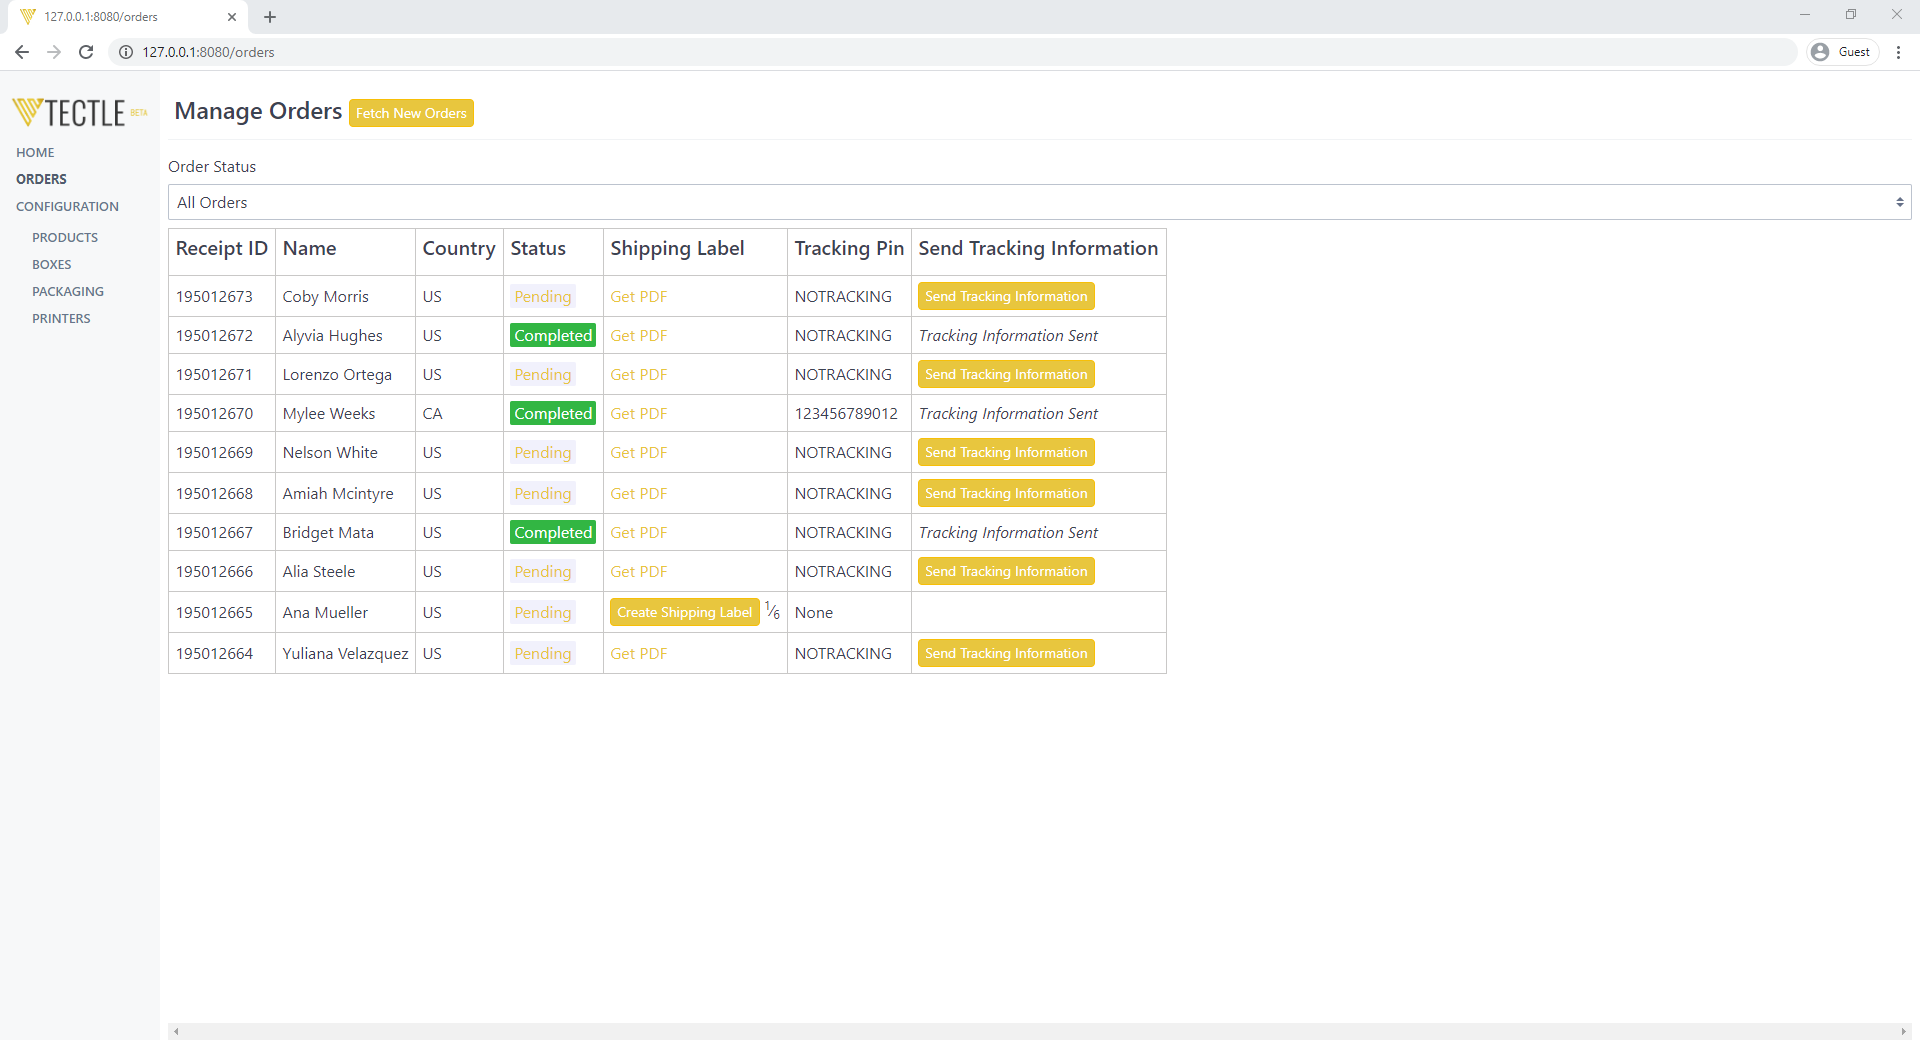 127.0.0.1:8080/orders
127.0.0.1:8080/orders
Guest
TECTLE BETA
HOME
ORDERS
CONFIGURATION
PRODUCTS
BOXES
PACKAGING
PRINTERS
Manage Orders Fetch New Orders
Order Status
All Orders
Receipt ID Name Country Status Shipping Label Tracking Pin Send Tracking Information
195012673 Coby Morris US Pending Get PDF NOTRACKING Send Tracking Information
195012672 Alyvia Hughes US Completed Get PDF NOTRACKING Tracking Information Sent
195012671 Lorenzo Ortega US Pending Get PDF NOTRACKING Send Tracking Information
195012670 Mylee Weeks CA Completed Get PDF 123456789012 Tracking Information Sent
195012669 Nelson White US Pending Get PDF NOTRACKING Send Tracking Information
195012668 Amiah Mcintyre US Pending Get PDF NOTRACKING Send Tracking Information
195012667 Bridget Mata US Completed Get PDF NOTRACKING Tracking Information Sent
195012666 Alia Steele US Pending Get PDF NOTRACKING Send Tracking Information
195012665 Ana Mueller US Pending Create Shipping Label 1⁄6 None
195012664 Yuliana Velazquez US Pending Get PDF NOTRACKING Send Tracking Information